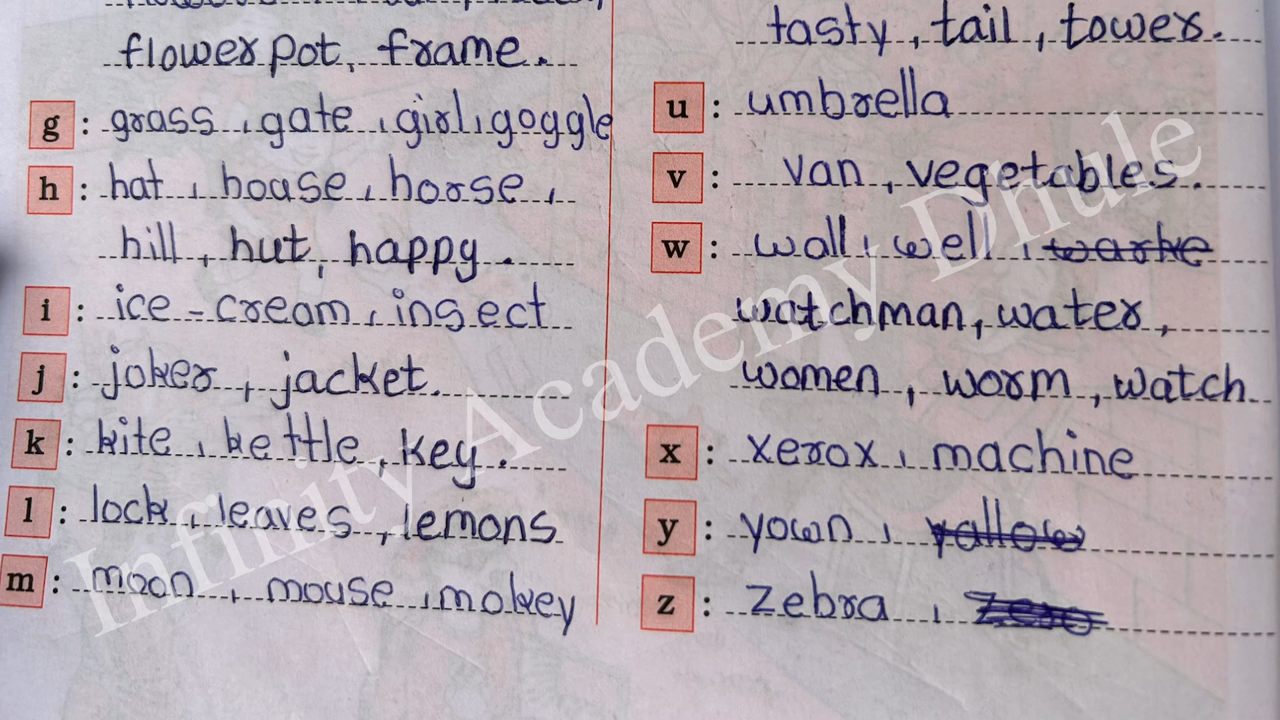 flower pot, frame.
g : grass, gate, girl, goggle
h : hat, house, horse,
hill, hut, happy.
i : ice-cream, insect
j : joker, jacket.
k : kite, kettle, key.
l : lock, leaves, lemons
m : moon, mouse, mokey
tasty, tail, tower.
u : umbrella
v : van, vegetables.
w : wall, well,
watchman, water,
women, worm, watch
x : xerox, machine
y : yown,
z : zebra,
Infinity Academy Dhule